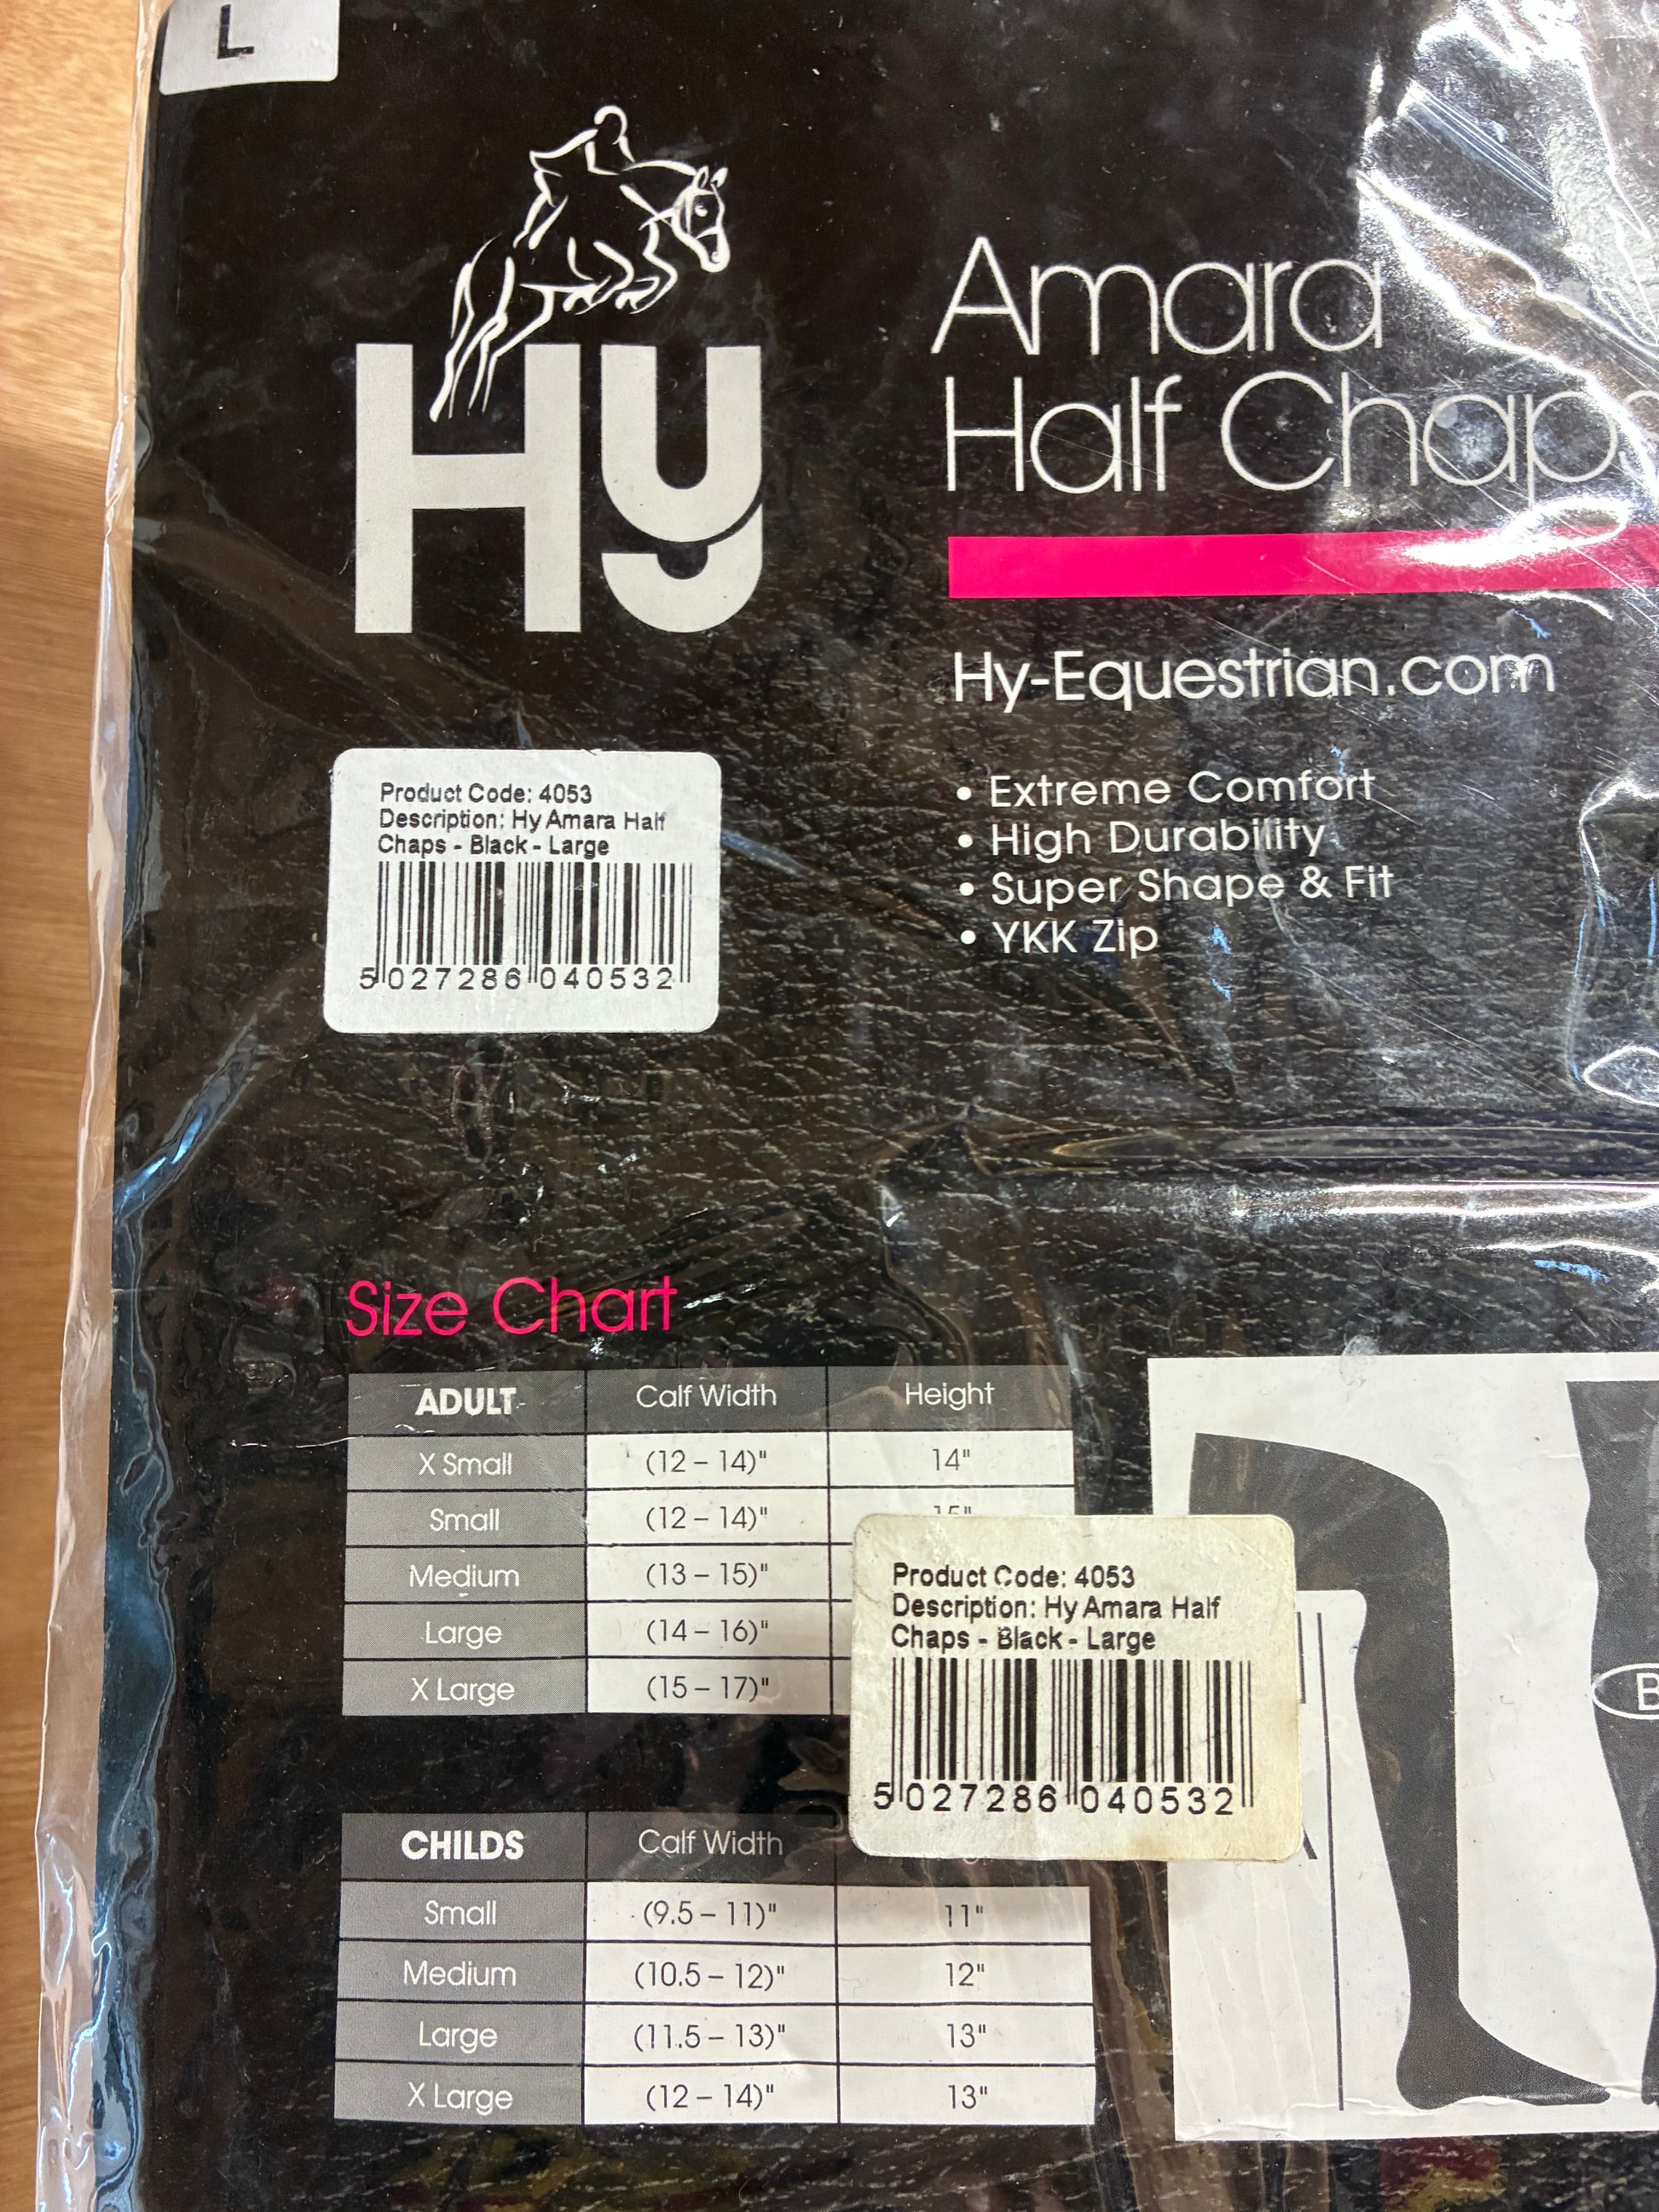 L
Hy
Amara
Half Chaps
Hy-Equestrian.com
• Extreme Comfort
• High Durability
• Super Shape & Fit
• YKK Zip
Product Code: 4053
Description: Hy Amara Half
Chaps - Black - Large
5 027286 040532
Size Chart
ADULT Calf Width Height
X Small (12 – 14)" 14"
Small (12 – 14)" 15"
Medium (13 – 15)"
Large (14 – 16)"
X Large (15 – 17)"
Product Code: 4053
Description: Hy Amara Half
Chaps - Black - Large
5 027286 040532
CHILDS Calf Width
Small (9.5 – 11)" 11"
Medium (10.5 – 12)" 12"
Large (11.5 – 13)" 13"
X Large (12 – 14)" 13"
B